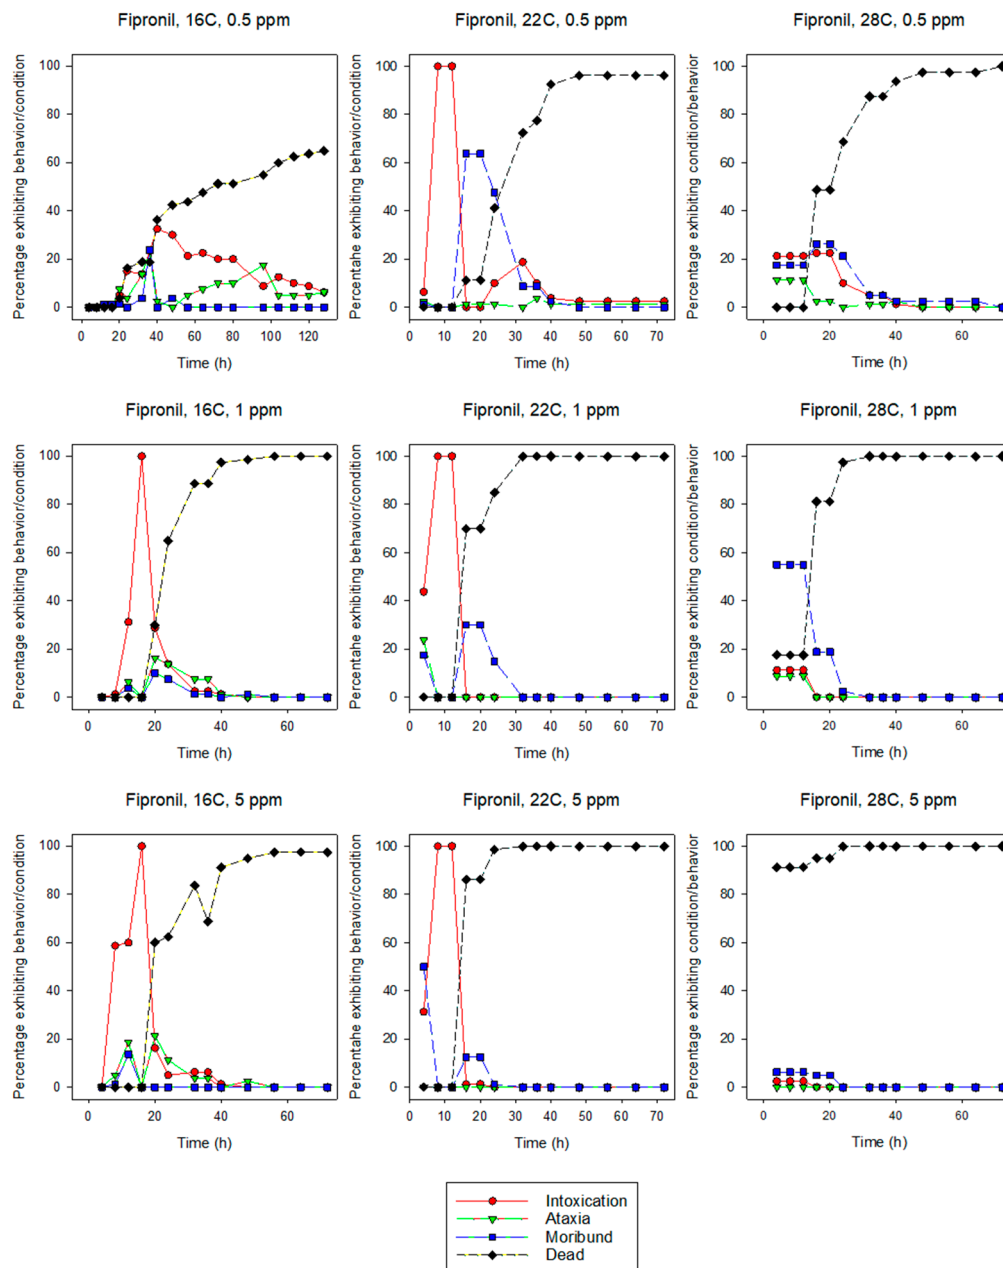 Fipronil, 16C, 0.5 ppm
Fipronil, 22C, 0.5 ppm
Fipronil, 28C, 0.5 ppm
Percentage exhibiting behavior/condition
100
80
60
40
20
0
0 20 40 60 80 100 120
Time (h)
Percentahe exhibiting behavior/condition
100
80
60
40
20
0
0 10 20 30 40 50 60 70
Time (h)
Percentage exhibiting condition/behavior
100
80
60
40
20
0
0 20 40 60
Time (h)
Fipronil, 16C, 1 ppm
Fipronil, 22C, 1 ppm
Fipronil, 28C, 1 ppm
Percentage exhibiting behavior/condition
100
80
60
40
20
0
0 20 40 60
Time (h)
Percentahe exhibiting behavior/condition
100
80
60
40
20
0
0 10 20 30 40 50 60 70
Time (h)
Percentage exhibiting condition/behavior
100
80
60
40
20
0
0 20 40 60
Time (h)
Fipronil, 16C, 5 ppm
Fipronil, 22C, 5 ppm
Fipronil, 28C, 5 ppm
Percentage exhibiting behavior/condition
100
80
60
40
20
0
0 20 40 60
Time (h)
Percentahe exhibiting behavior/condition
100
80
60
40
20
0
0 10 20 30 40 50 60 70
Time (h)
Percentage exhibiting condition/behavior
100
80
60
40
20
0
0 20 40 60
Time (h)
Intoxication
Ataxia
Moribund
Dead